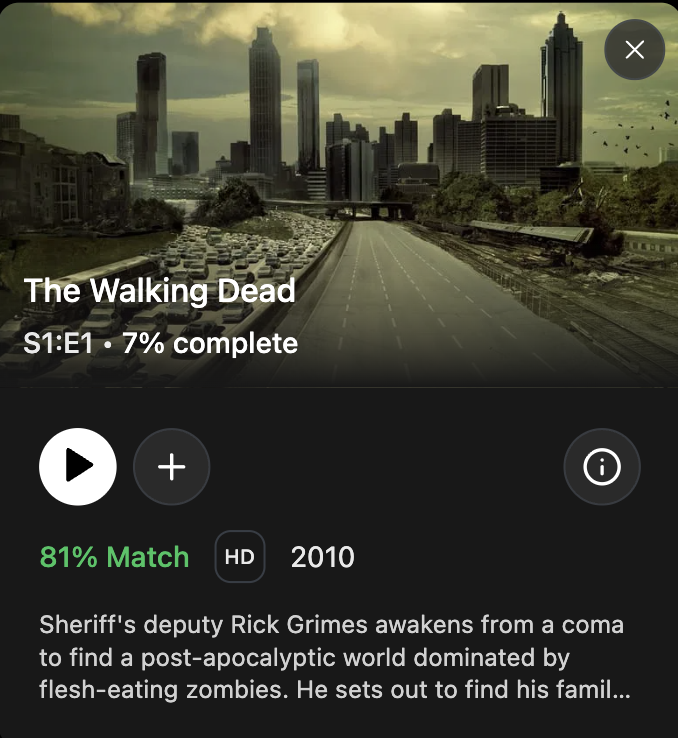 The Walking Dead
S1:E1 • 7% complete
81% Match HD 2010
Sheriff's deputy Rick Grimes awakens from a coma
to find a post-apocalyptic world dominated by
flesh-eating zombies. He sets out to find his famil...